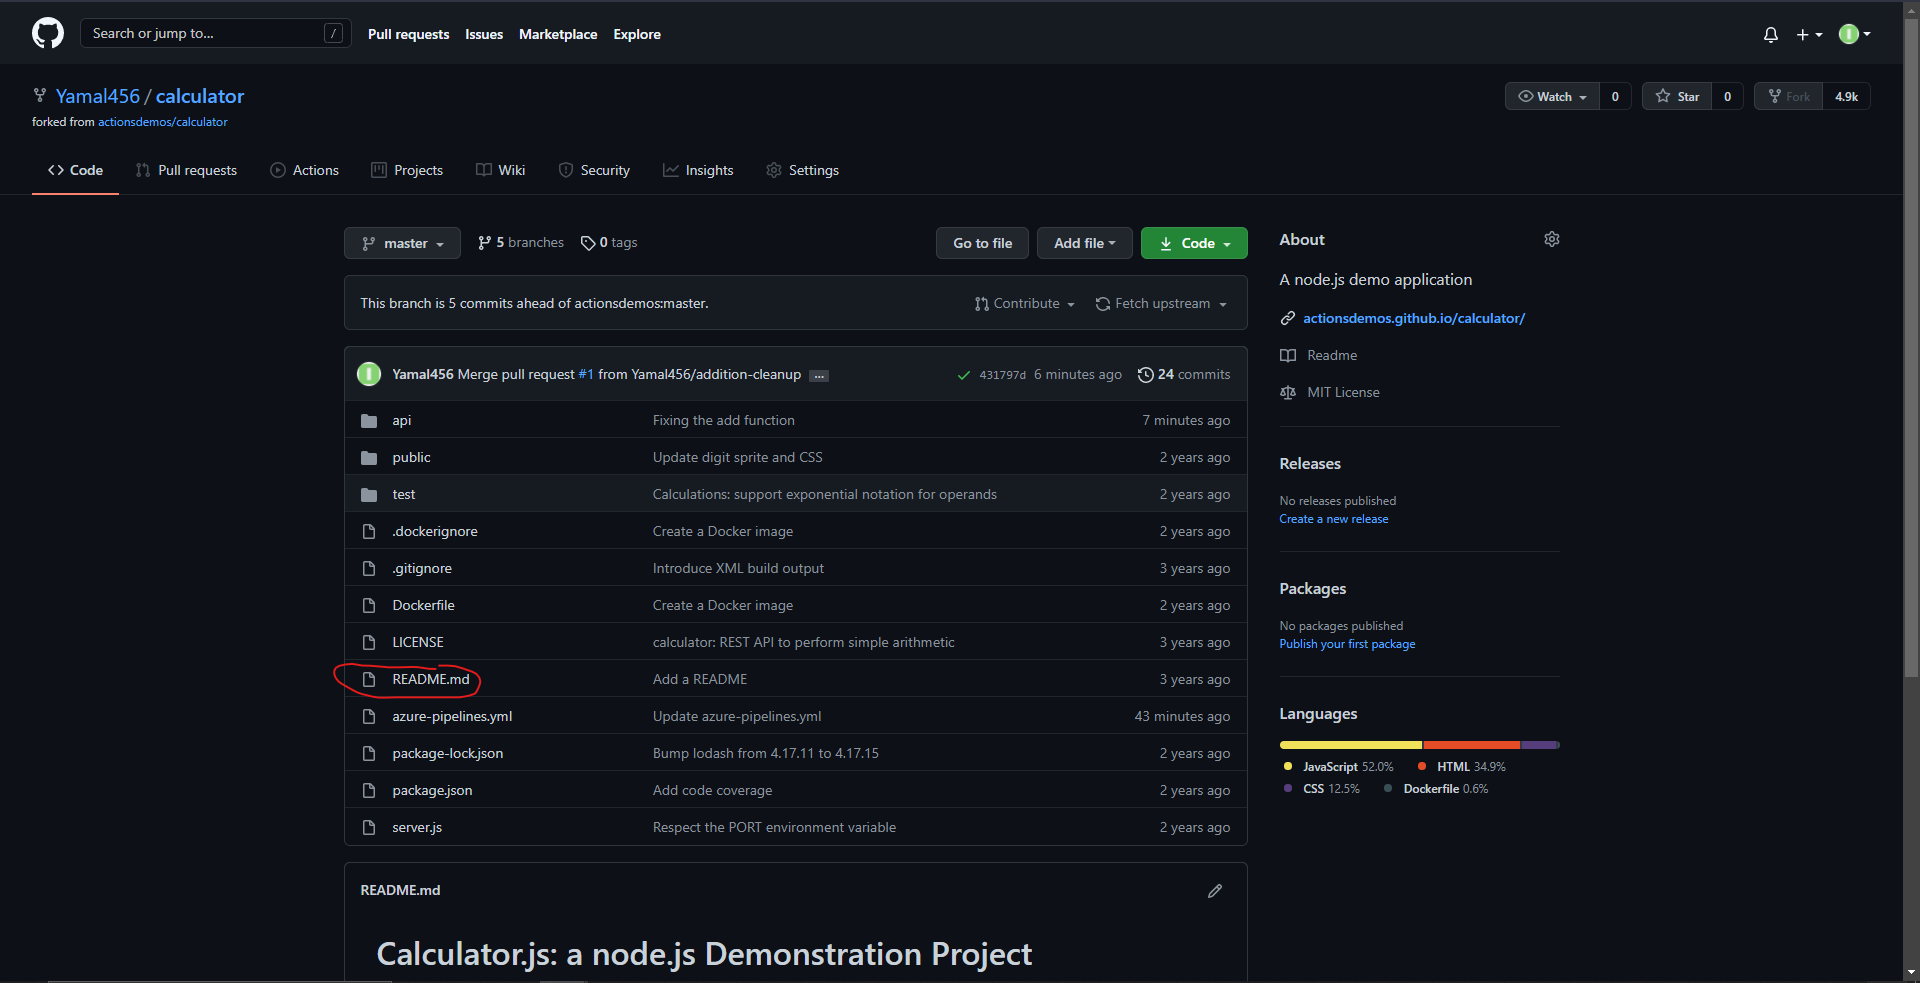 Search or jump to... /
Pull requests Issues Marketplace Explore
Yamal456 / calculator
forked from actionsdemos/calculator
Watch 0 Star 0 Fork 4.9k
Code Pull requests Actions Projects Wiki Security Insights Settings
master 5 branches 0 tags Go to file Add file Code
This branch is 5 commits ahead of actionsdemos:master. Contribute Fetch upstream
Yamal456 Merge pull request #1 from Yamal456/addition-cleanup ... 431797d 6 minutes ago 24 commits
api Fixing the add function 7 minutes ago
public Update digit sprite and CSS 2 years ago
test Calculations: support exponential notation for operands 2 years ago
.dockerignore Create a Docker image 2 years ago
.gitignore Introduce XML build output 3 years ago
Dockerfile Create a Docker image 2 years ago
LICENSE calculator: REST API to perform simple arithmetic 3 years ago
README.md Add a README 3 years ago
azure-pipelines.yml Update azure-pipelines.yml 43 minutes ago
package-lock.json Bump lodash from 4.17.11 to 4.17.15 2 years ago
package.json Add code coverage 2 years ago
server.js Respect the PORT environment variable 2 years ago
README.md
Calculator.js: a node.js Demonstration Project
About
A node.js demo application
actionsdemos.github.io/calculator/
Readme
MIT License
Releases
No releases published
Create a new release
Packages
No packages published
Publish your first package
Languages
JavaScript 52.0% HTML 34.9%
CSS 12.5% Dockerfile 0.6%